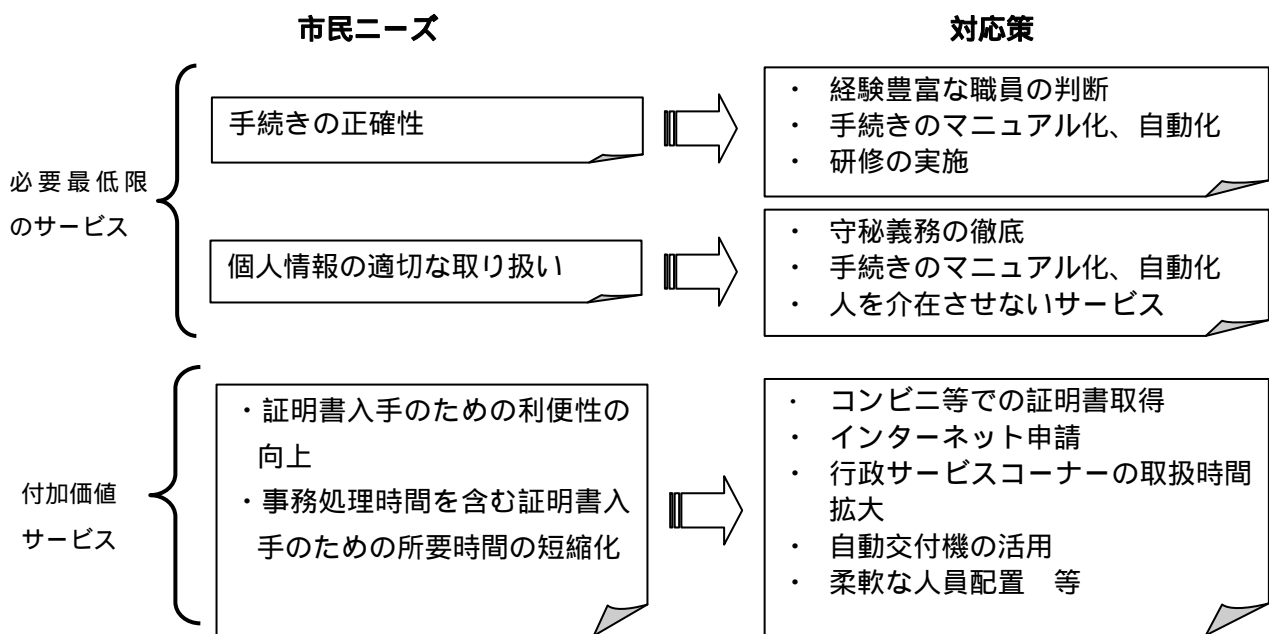 市民ニーズ
対応策
必要最低限
のサービス
手続きの正確性
・ 経験豊富な職員の判断
・ 手続きのマニュアル化、自動化
・ 研修の実施
個人情報の適切な取り扱い
・ 守秘義務の徹底
・ 手続きのマニュアル化、自動化
・ 人を介在させないサービス
付加価値
サービス
・証明書入手のための利便性の
向上
・事務処理時間を含む証明書入
手のための所要時間の短縮化
・ コンビニ等での証明書取得
・ インターネット申請
・ 行政サービスコーナーの取扱時間
拡大
・ 自動交付機の活用
・ 柔軟な人員配置 等